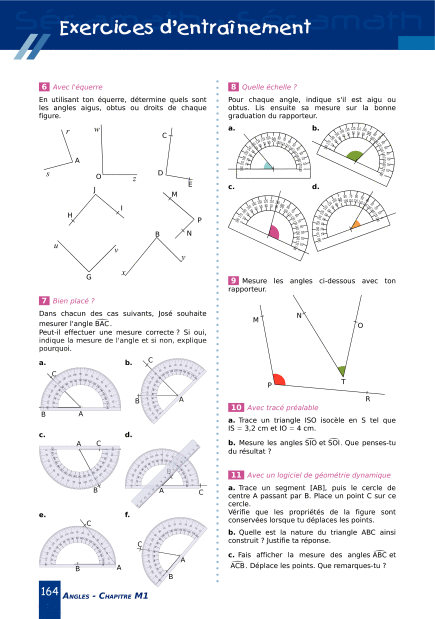 Sésamath Sésamath
Exercices d'entraînement
6 Avec l'équerre
En utilisant ton équerre, détermine quels sont
les angles aigus, obtus ou droits de chaque
figure.
r
s
A
w
O
z
C
D
E
J
I
H
M
P
N
u
v
G
B
x
y
7 Bien placé ?
Dans chacun des cas suivants, José souhaite
mesurer l'angle BAC.
Peut-il effectuer une mesure correcte ? Si oui,
indique la mesure de l'angle et si non, explique
pourquoi.
a.
C
B
A
b.
C
B
A
c.
A
C
B
d.
B
A
C
e.
C
B
A
f.
C
A
B
8 Quelle échelle ?
Pour chaque angle, indique s'il est aigu ou
obtus. Lis ensuite sa mesure sur la bonne
graduation du rapporteur.
a.
b.
c.
d.
9 Mesure les angles ci-dessous avec ton
rapporteur.
M
N
O
P
T
R
10 Avec tracé préalable
a. Trace un triangle ISO isocèle en S tel que
IS = 3,2 cm et IO = 4 cm.
b. Mesure les angles SIO et SOI. Que penses-tu
du résultat ?
11 Avec un logiciel de géométrie dynamique
a. Trace un segment [AB], puis le cercle de
centre A passant par B. Place un point C sur ce
cercle.
Vérifie que les propriétés de la figure sont
conservées lorsque tu déplaces les points.
b. Quelle est la nature du triangle ABC ainsi
construit ? Justifie ta réponse.
c. Fais afficher la mesure des angles ABC et
ACB. Déplace les points. Que remarques-tu ?
164 ANGLES - CHAPITRE M1